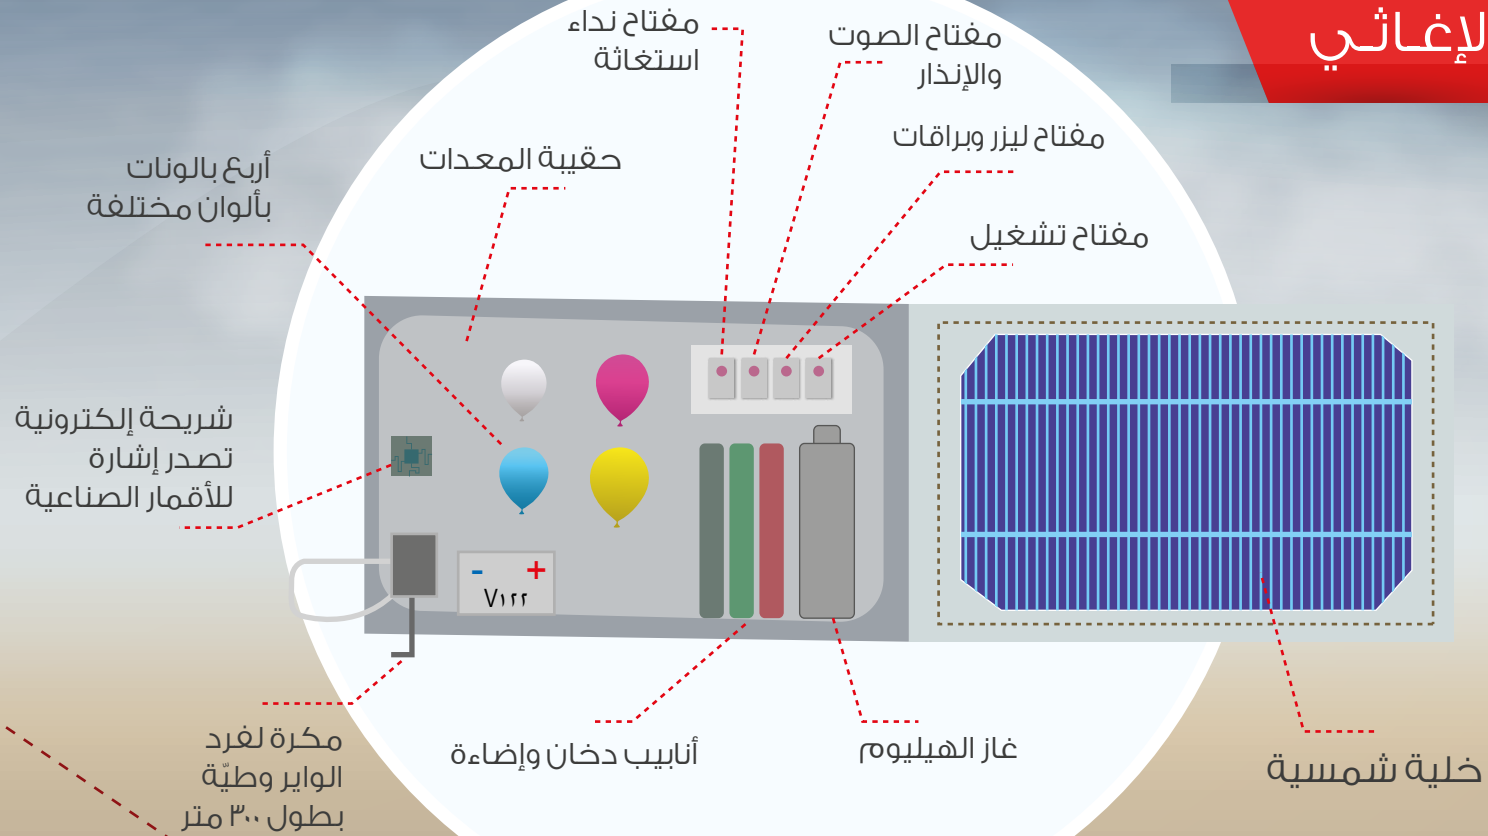 لإغـاثـي
مفتاح نداء
استغاثة
مفتاح الصوت
والإنذار
مفتاح ليزر وبراقات
مفتاح تشغيل
حقيبة المعدات
أربع بالونات
بألوان مختلفة
شريحة إلكترونية
تصدر إشارة
للأقمار الصناعية
- +
V١٢٢
مكرة لفرد
الواير وطيّة
بطول ٣٠٠ متر
أنابيب دخان وإضاءة
غاز الهيليوم
خلية شمسية